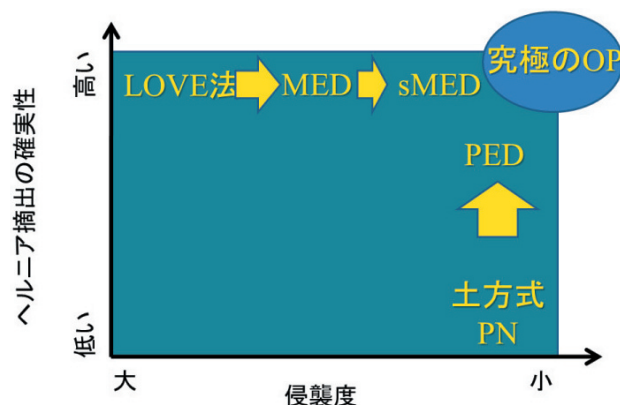 ヘルニア摘出の確実性
高い
低い
LOVE法
MED
sMED
究極のOP
PED
土方式
PN
大
侵襲度
小